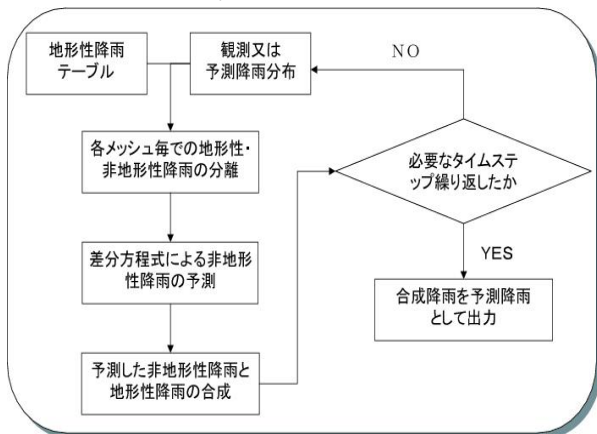 地形性降雨
テーブル
観測又は
予測降雨分布
NO
各メッシュ毎での地形性・
非地形性降雨の分離
必要なタイムステ
ップ繰り返したか
差分方程式による非地形
性降雨の予測
YES
合成降雨を予測降雨
として出力
予測した非地形性降雨と
地形性降雨の合成